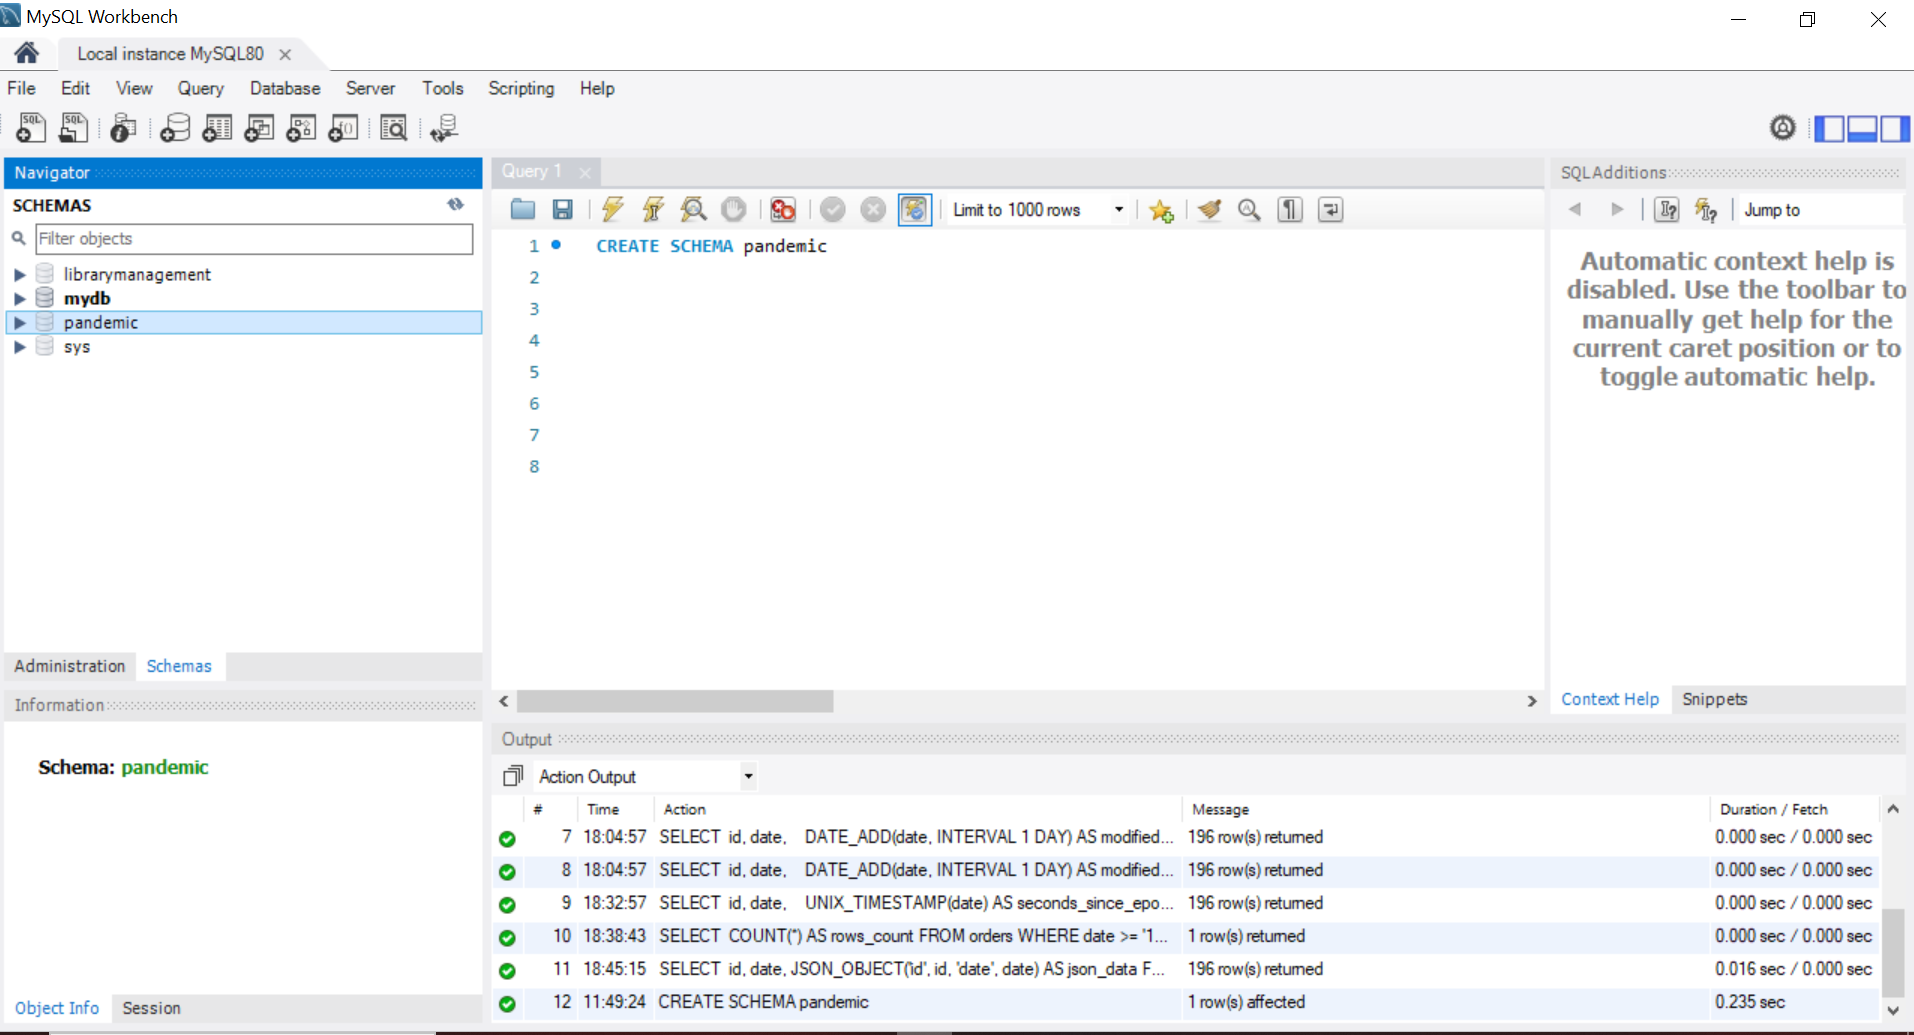 MySQL Workbench
Local instance MySQL80
File Edit View Query Database Server Tools Scripting Help
Navigator
SCHEMAS
Filter objects
librarymanagement
mydb
pandemic
sys
Administration Schemas
Information
Schema: pandemic
Object Info Session
Query 1
Limit to 1000 rows
1 CREATE SCHEMA pandemic
2
3
4
5
6
7
8
SQLAdditions
Jump to
Automatic context help is
disabled. Use the toolbar to
manually get help for the
current caret position or to
toggle automatic help.
Context Help Snippets
Output
Action Output
# Time Action Message Duration / Fetch
7 18:04:57 SELECT id, date, DATE_ADD(date, INTERVAL 1 DAY) AS modified... 196 row(s) returned 0.000 sec / 0.000 sec
8 18:04:57 SELECT id, date, DATE_ADD(date, INTERVAL 1 DAY) AS modified... 196 row(s) returned 0.000 sec / 0.000 sec
9 18:32:57 SELECT id, date, UNIX_TIMESTAMP(date) AS seconds_since_epo... 196 row(s) returned 0.000 sec / 0.000 sec
10 18:38:43 SELECT COUNT(*) AS rows_count FROM orders WHERE date >= '1... 1 row(s) returned 0.000 sec / 0.000 sec
11 18:45:15 SELECT id, date, JSON_OBJECT('id', id, 'date', date) AS json_data F... 196 row(s) returned 0.016 sec / 0.000 sec
12 11:49:24 CREATE SCHEMA pandemic 1 row(s) affected 0.235 sec